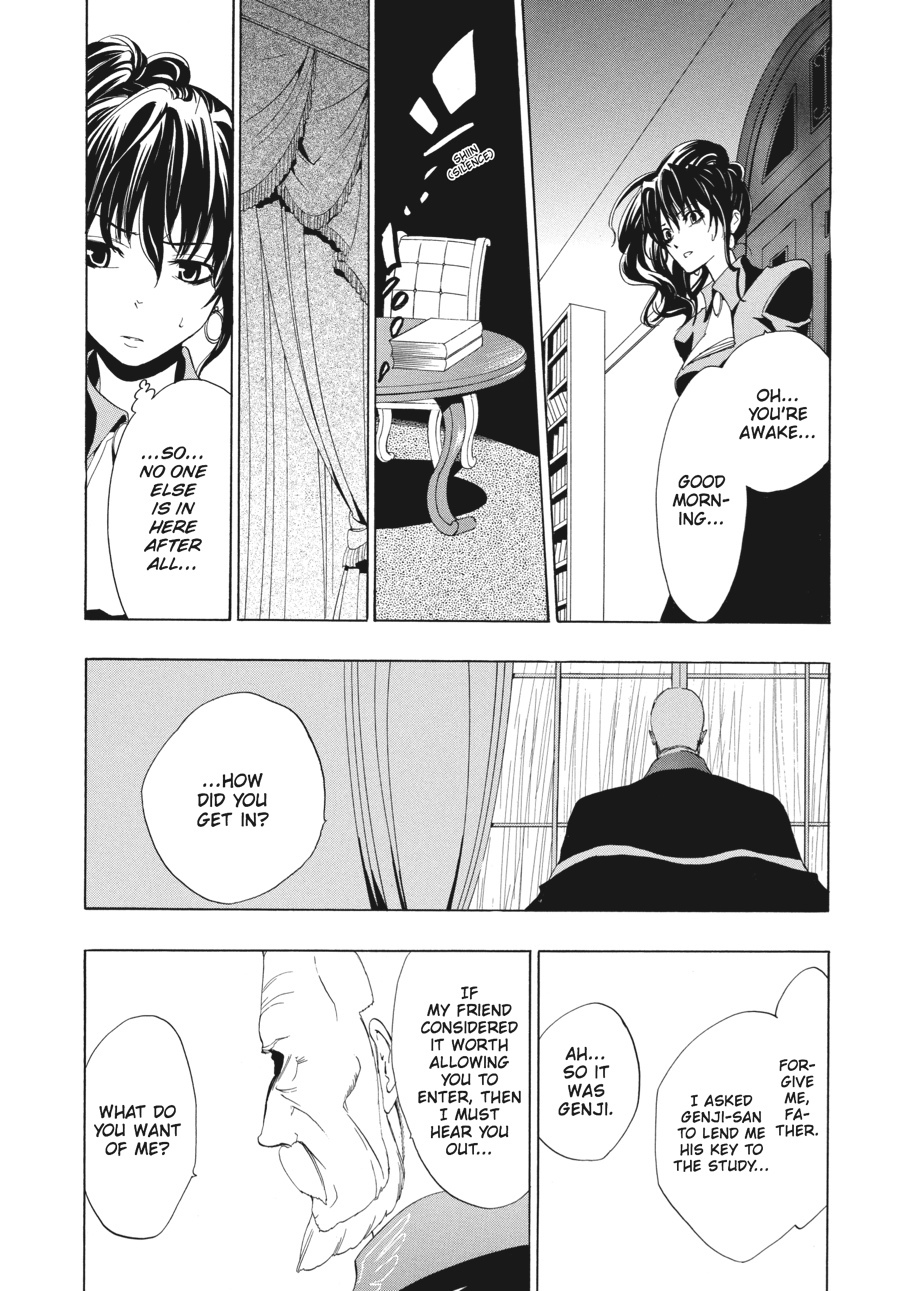 OH...
YOU'RE
AWAKE...
GOOD
MORN-
ING...
SHIIN
(SILENCE)
...SO...
NO ONE
ELSE
IS IN
HERE
AFTER
ALL...
...HOW
DID YOU
GET IN?
FOR-
GIVE
ME,
FA-
THER.
I ASKED
GENJI-SAN
TO LEND ME
HIS KEY TO
THE STUDY...
AH...
SO IT
WAS
GENJI.
IF
MY FRIEND
CONSIDERED
IT WORTH
ALLOWING
YOU TO
ENTER, THEN
I MUST
HEAR YOU
OUT...
WHAT DO
YOU WANT
OF ME?